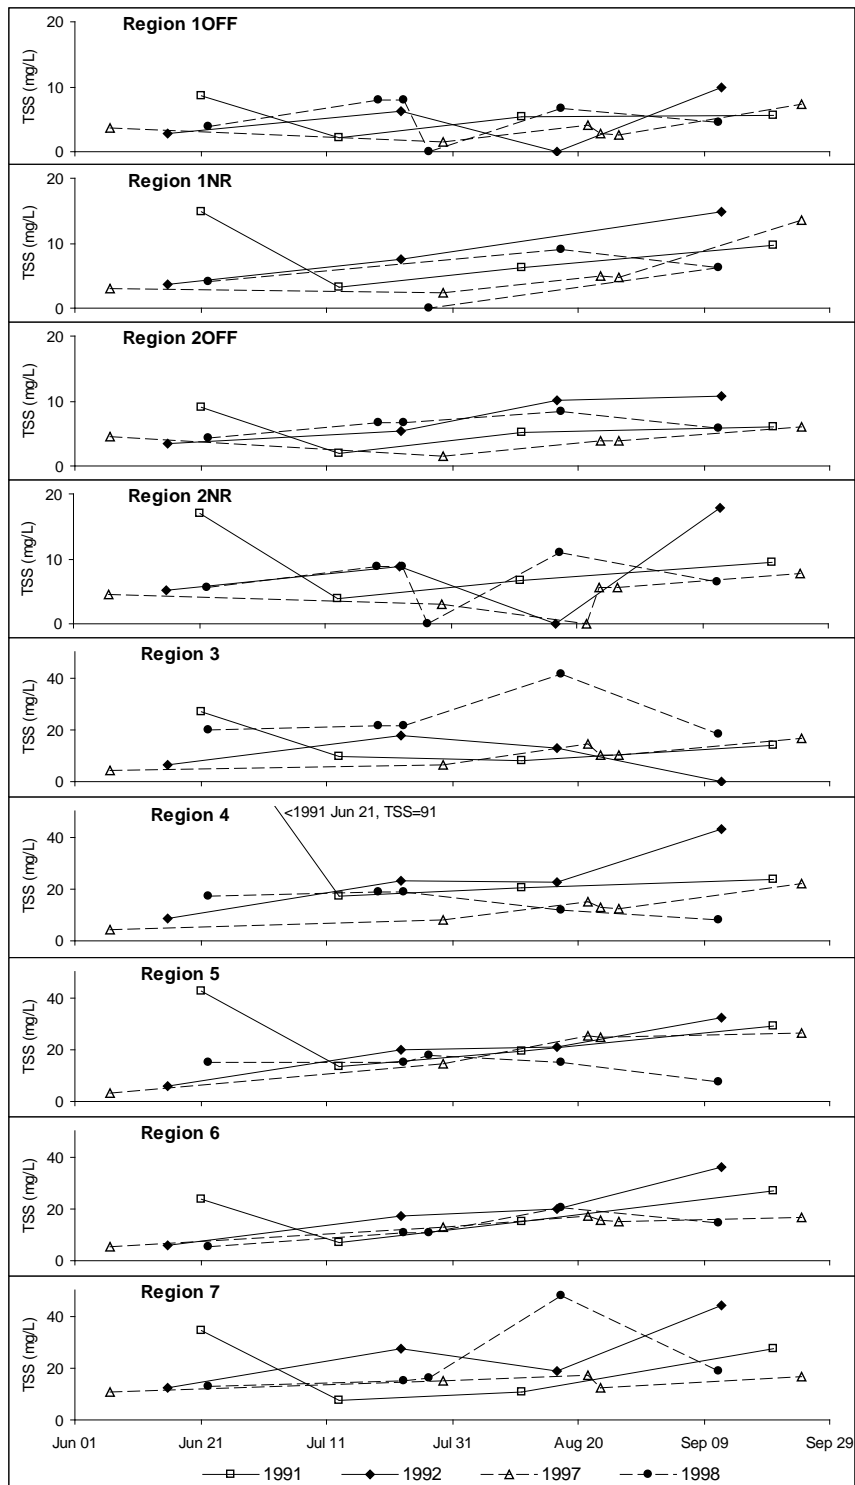 Region 1OFF
TSS (mg/L)
20
10
0
Region 1NR
TSS (mg/L)
20
10
0
Region 2OFF
TSS (mg/L)
20
10
0
Region 2NR
TSS (mg/L)
20
10
0
Region 3
TSS (mg/L)
40
20
0
Region 4
<1991 Jun 21, TSS=91
TSS (mg/L)
40
20
0
Region 5
TSS (mg/L)
40
20
0
Region 6
TSS (mg/L)
40
20
0
Region 7
TSS (mg/L)
40
20
0
Jun 01 Jun 21 Jul 11 Jul 31 Aug 20 Sep 09 Sep 29
1991 1992 1997 1998